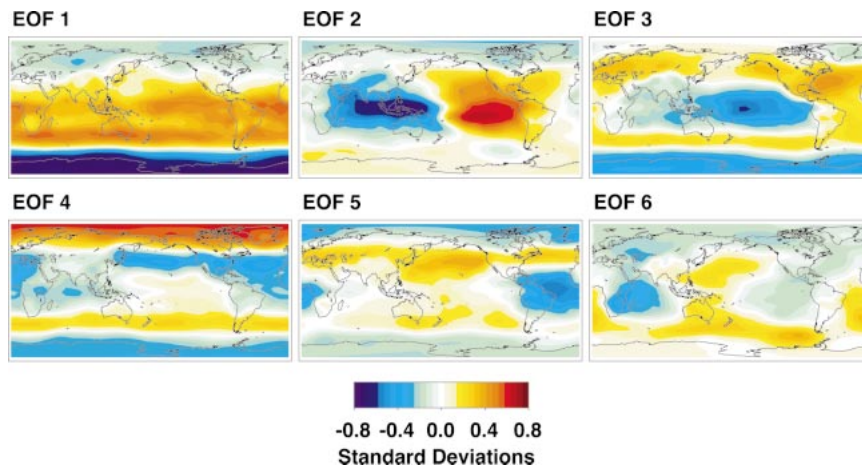 EOF 1
EOF 2
EOF 3
EOF 4
EOF 5
EOF 6
-0.8 -0.4 0.0 0.4 0.8
Standard Deviations